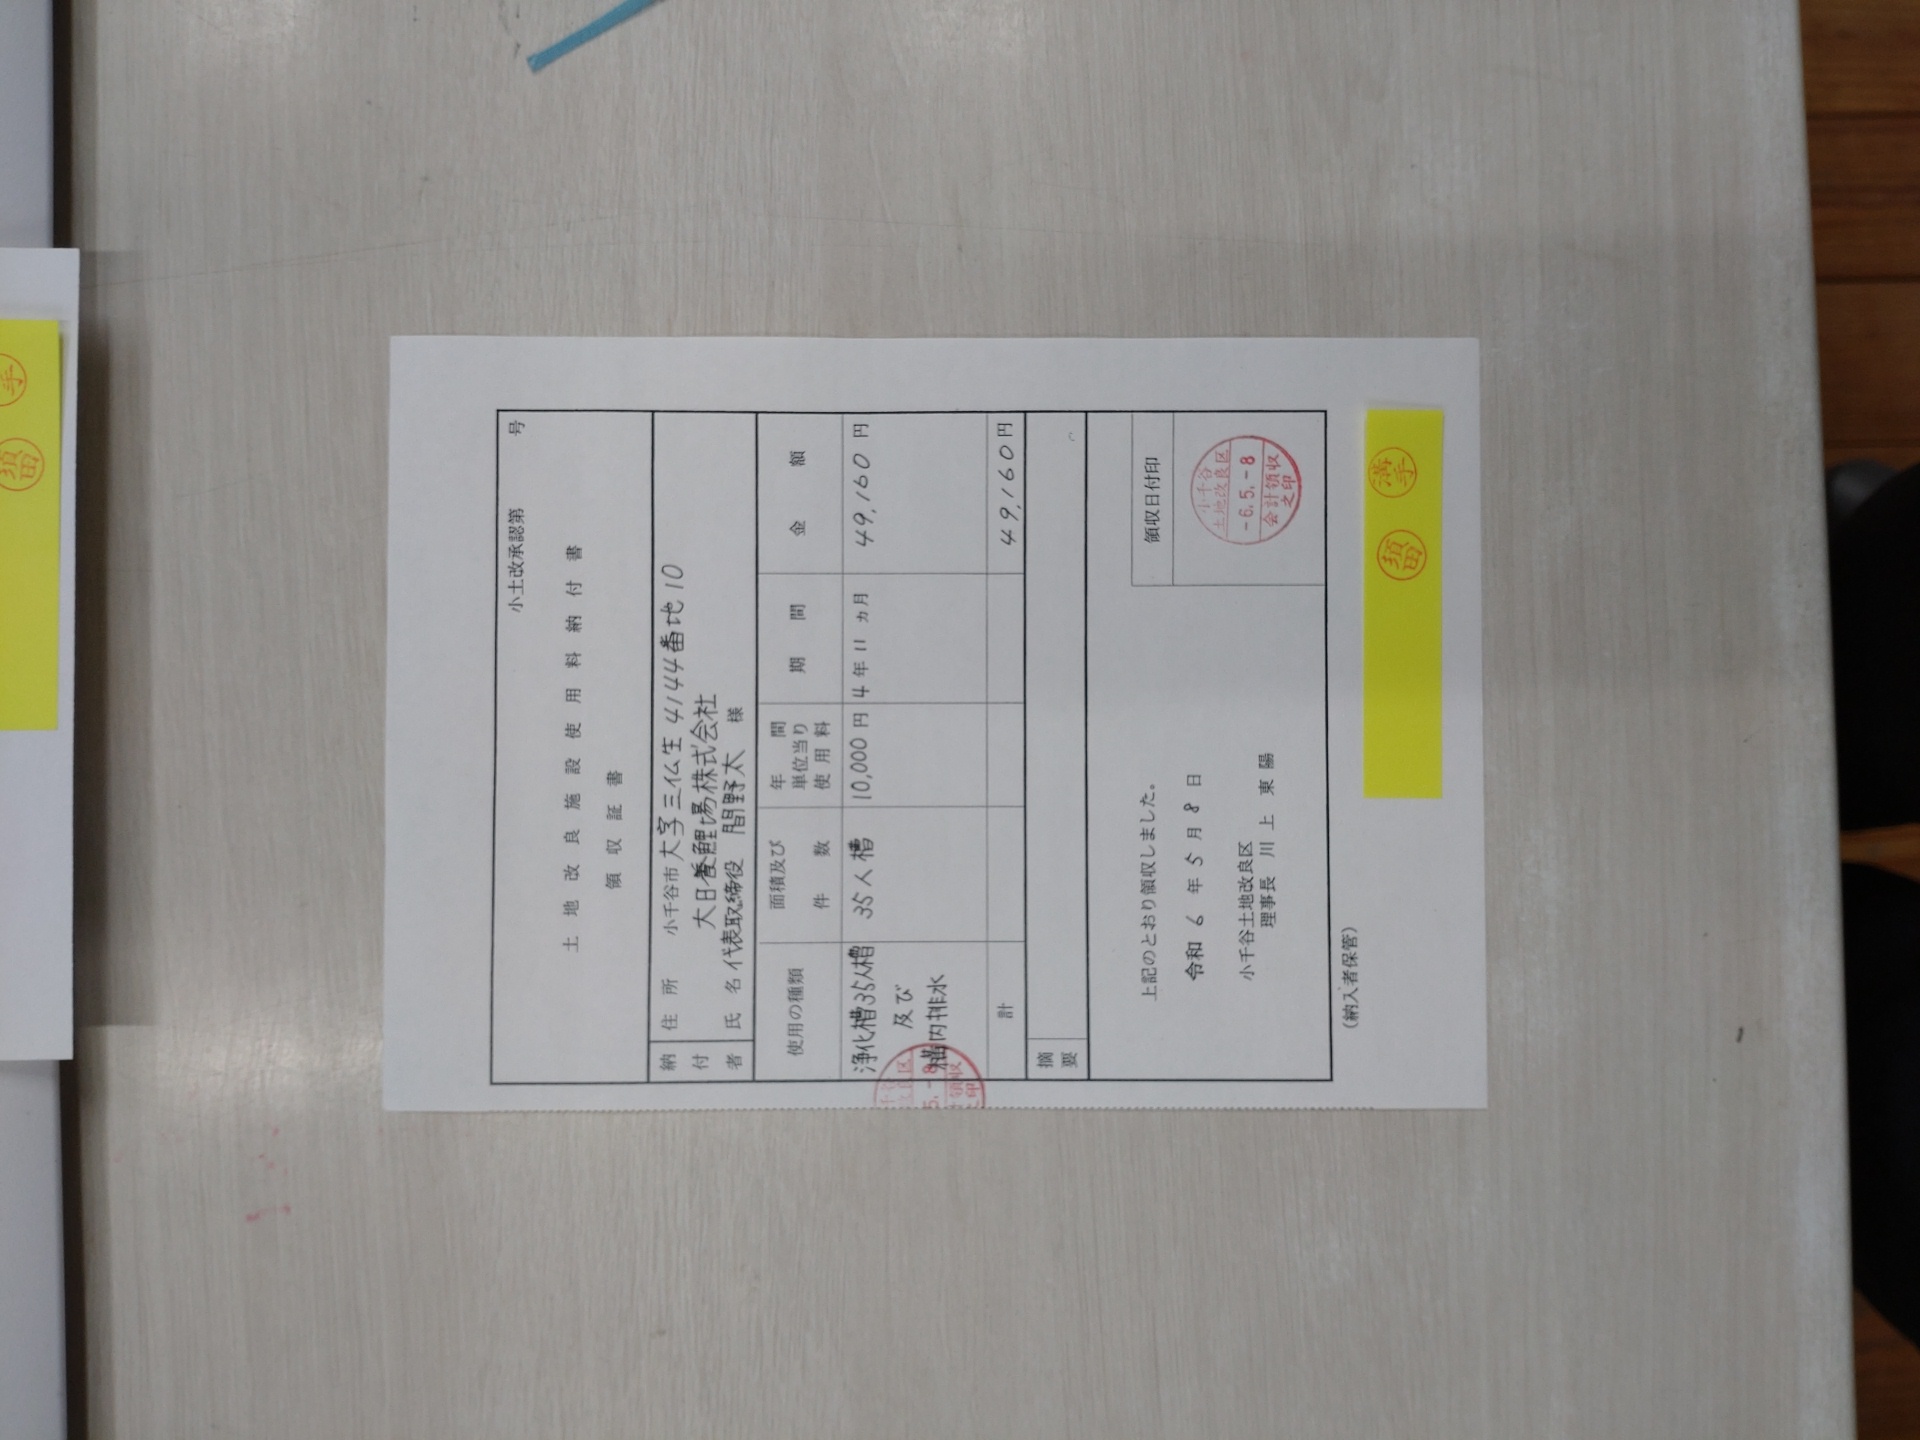 須田
手
小土改承認第　　　号
土地改良施設使用料納付書
領収証書
納付者
住所　小千谷市 大字三仏生4144番地10
大日養鯉場株式会社
氏名 代表取締役　間野太　様
使用の種類　面積及び件数　年間単位当り使用料　期間　金額
浄化槽35人槽　35人槽　10,000円　4年11ヵ月　49,160円
及び
構内排水
計　49,160円
摘要
千谷
改良区
5.-8
領収
之印
上記のとおり領収しました。
領収日付印
令和6年5月8日
小千谷土地改良区
理事長　川上　東陽
小千谷
土地改良区
-6.5.-8
会計領収
之印
(納入者保管)
須田
溝手